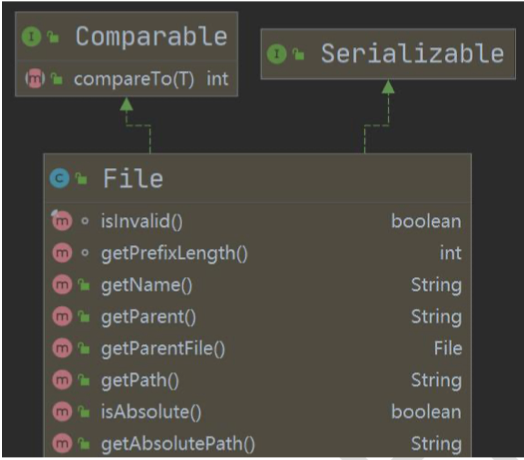 Comparable
compareTo(T) int
Serializable
File
isInvalid() boolean
getPrefixLength() int
getName() String
getParent() String
getParentFile() File
getPath() String
isAbsolute() boolean
getAbsolutePath() String